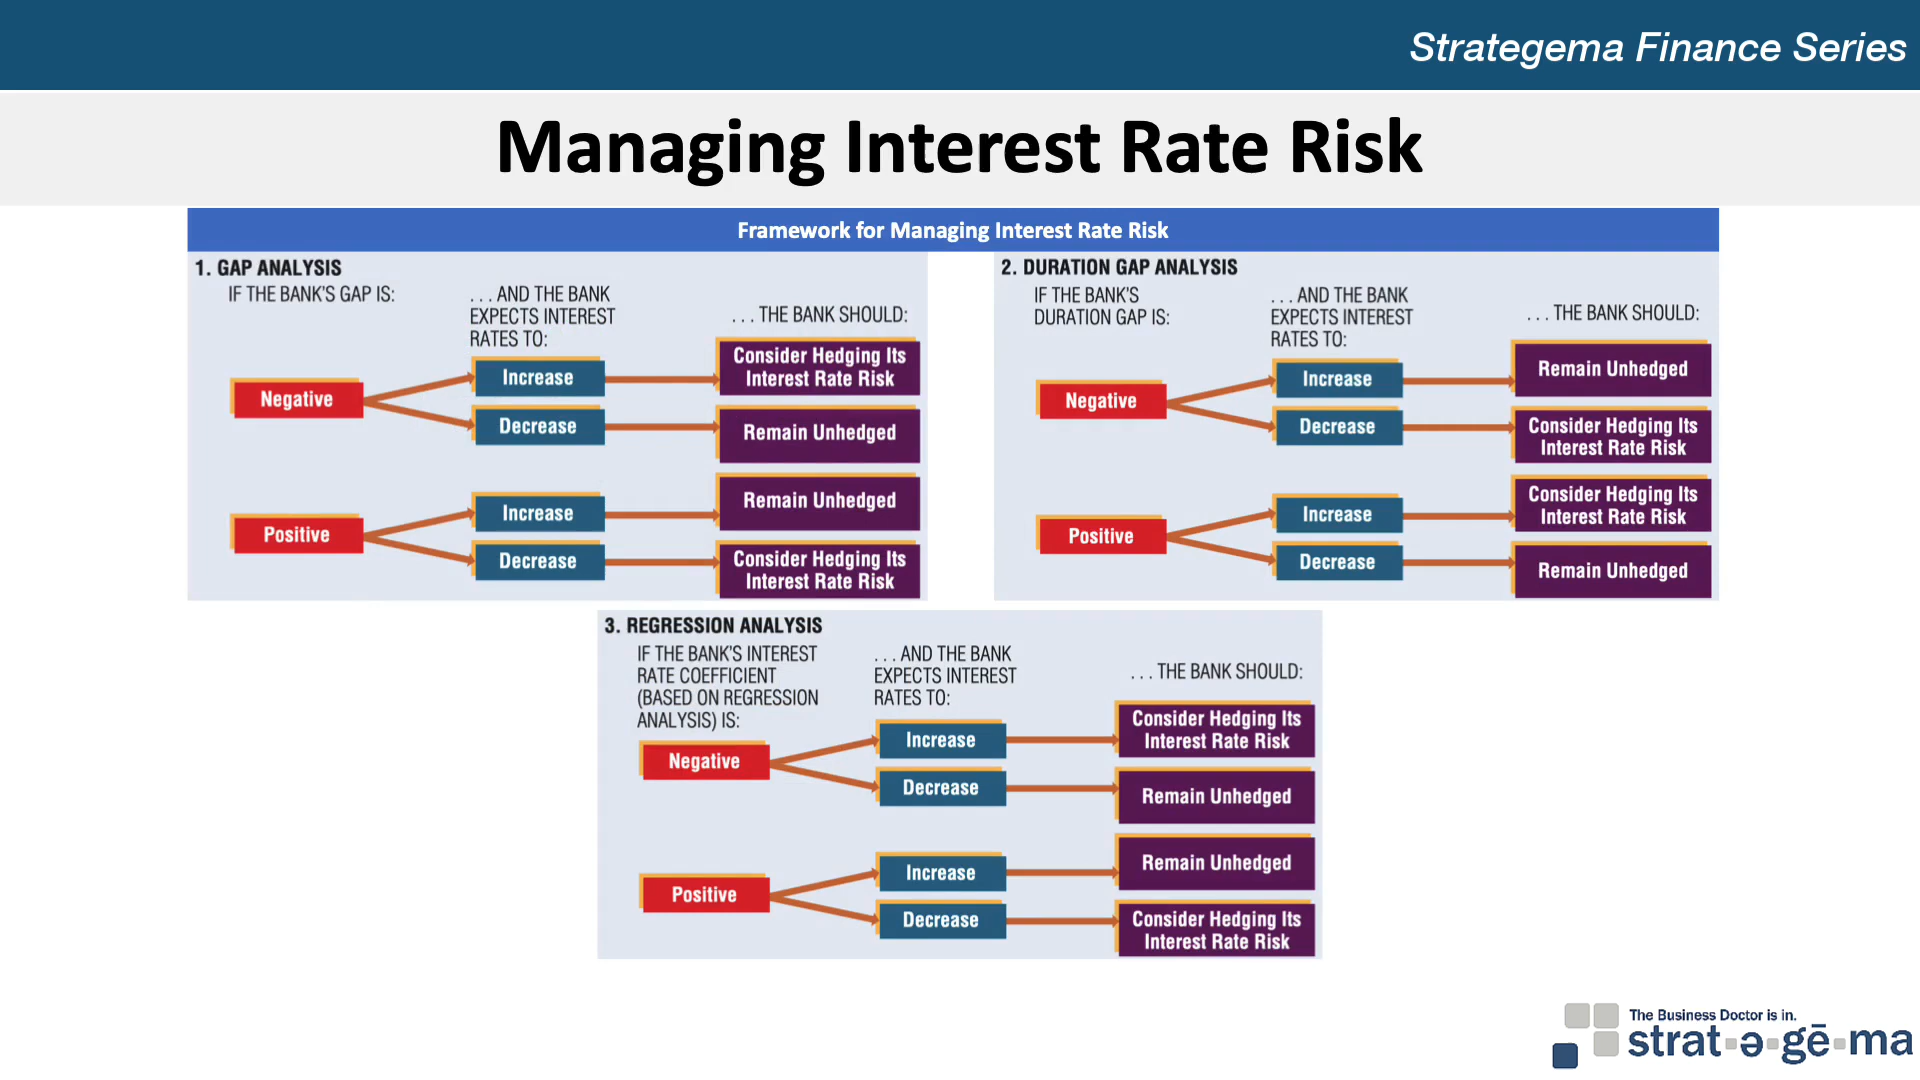 Strategema Finance Series
Managing Interest Rate Risk
Framework for Managing Interest Rate Risk
1. GAP ANALYSIS
IF THE BANK'S GAP IS:
. . . AND THE BANK
EXPECTS INTEREST
RATES TO:
. . . THE BANK SHOULD:
Negative
Increase
Consider Hedging Its
Interest Rate Risk
Decrease
Remain Unhedged
Positive
Increase
Remain Unhedged
Decrease
Consider Hedging Its
Interest Rate Risk
2. DURATION GAP ANALYSIS
IF THE BANK'S
DURATION GAP IS:
. . . AND THE BANK
EXPECTS INTEREST
RATES TO:
. . . THE BANK SHOULD:
Negative
Increase
Remain Unhedged
Decrease
Consider Hedging Its
Interest Rate Risk
Positive
Increase
Consider Hedging Its
Interest Rate Risk
Decrease
Remain Unhedged
3. REGRESSION ANALYSIS
IF THE BANK'S INTEREST
RATE COEFFICIENT
(BASED ON REGRESSION
ANALYSIS) IS:
. . . AND THE BANK
EXPECTS INTEREST
RATES TO:
. . . THE BANK SHOULD:
Negative
Increase
Consider Hedging Its
Interest Rate Risk
Decrease
Remain Unhedged
Positive
Increase
Remain Unhedged
Decrease
Consider Hedging Its
Interest Rate Risk
The Business Doctor is in.
strat▪ə▪gē▪ma